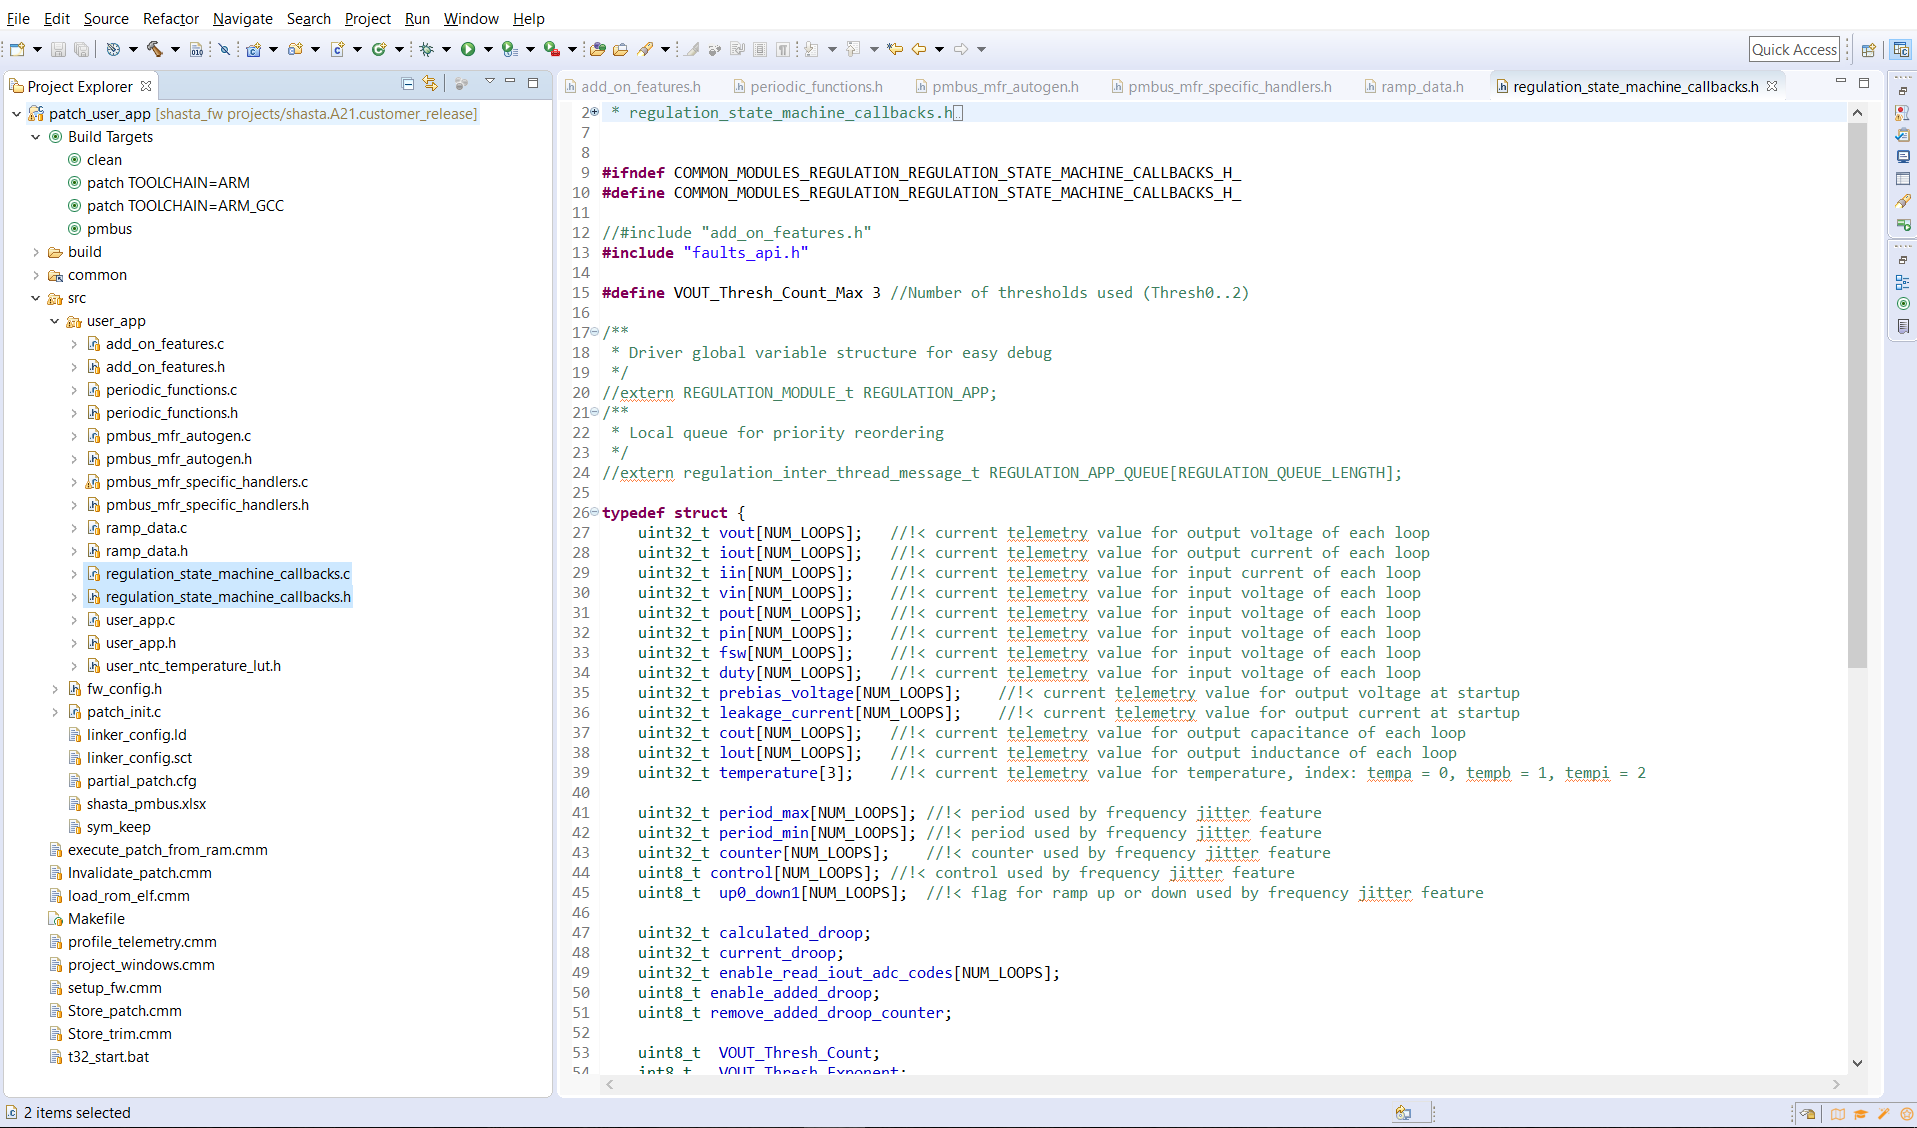 File Edit Source Refactor Navigate Search Project Run Window Help
Quick Access
Project Explorer
patch_user_app [shasta_fw projects/shasta.A21.customer_release]
Build Targets
clean
patch TOOLCHAIN=ARM
patch TOOLCHAIN=ARM_GCC
pmbus
build
common
src
user_app
add_on_features.c
add_on_features.h
periodic_functions.c
periodic_functions.h
pmbus_mfr_autogen.c
pmbus_mfr_autogen.h
pmbus_mfr_specific_handlers.c
pmbus_mfr_specific_handlers.h
ramp_data.c
ramp_data.h
regulation_state_machine_callbacks.c
regulation_state_machine_callbacks.h
user_app.c
user_app.h
user_ntc_temperature_lut.h
fw_config.h
patch_init.c
linker_config.ld
linker_config.sct
partial_patch.cfg
shasta_pmbus.xlsx
sym_keep
execute_patch_from_ram.cmm
Invalidate_patch.cmm
load_rom_elf.cmm
Makefile
profile_telemetry.cmm
project_windows.cmm
setup_fw.cmm
Store_patch.cmm
Store_trim.cmm
t32_start.bat
add_on_features.h periodic_functions.h pmbus_mfr_autogen.h pmbus_mfr_specific_handlers.h ramp_data.h regulation_state_machine_callbacks.h
2 * regulation_state_machine_callbacks.h
7
8
9 #ifndef COMMON_MODULES_REGULATION_REGULATION_STATE_MACHINE_CALLBACKS_H_
10 #define COMMON_MODULES_REGULATION_REGULATION_STATE_MACHINE_CALLBACKS_H_
11
12 //#include "add_on_features.h"
13 #include "faults_api.h"
14
15 #define VOUT_Thresh_Count_Max 3 //Number of thresholds used (Thresh0..2)
16
17 /**
18 * Driver global variable structure for easy debug
19 */
20 //extern REGULATION_MODULE_t REGULATION_APP;
21 /**
22 * Local queue for priority reordering
23 */
24 //extern regulation_inter_thread_message_t REGULATION_APP_QUEUE[REGULATION_QUEUE_LENGTH];
25
26 typedef struct {
27 uint32_t vout[NUM_LOOPS]; //!< current telemetry value for output voltage of each loop
28 uint32_t iout[NUM_LOOPS]; //!< current telemetry value for output current of each loop
29 uint32_t iin[NUM_LOOPS]; //!< current telemetry value for input current of each loop
30 uint32_t vin[NUM_LOOPS]; //!< current telemetry value for input voltage of each loop
31 uint32_t pout[NUM_LOOPS]; //!< current telemetry value for input voltage of each loop
32 uint32_t pin[NUM_LOOPS]; //!< current telemetry value for input voltage of each loop
33 uint32_t fsw[NUM_LOOPS]; //!< current telemetry value for input voltage of each loop
34 uint32_t duty[NUM_LOOPS]; //!< current telemetry value for input voltage of each loop
35 uint32_t prebias_voltage[NUM_LOOPS]; //!< current telemetry value for output voltage at startup
36 uint32_t leakage_current[NUM_LOOPS]; //!< current telemetry value for output current at startup
37 uint32_t cout[NUM_LOOPS]; //!< current telemetry value for output capacitance of each loop
38 uint32_t lout[NUM_LOOPS]; //!< current telemetry value for output inductance of each loop
39 uint32_t temperature[3]; //!< current telemetry value for temperature, index: tempa = 0, tempb = 1, tempi = 2
40
41 uint32_t period_max[NUM_LOOPS]; //!< period used by frequency jitter feature
42 uint32_t period_min[NUM_LOOPS]; //!< period used by frequency jitter feature
43 uint32_t counter[NUM_LOOPS]; //!< counter used by frequency jitter feature
44 uint8_t control[NUM_LOOPS]; //!< control used by frequency jitter feature
45 uint8_t up0_down1[NUM_LOOPS]; //!< flag for ramp up or down used by frequency jitter feature
46
47 uint32_t calculated_droop;
48 uint32_t current_droop;
49 uint32_t enable_read_iout_adc_codes[NUM_LOOPS];
50 uint8_t enable_added_droop;
51 uint8_t remove_added_droop_counter;
52
53 uint8_t VOUT_Thresh_Count;
54 int8_t VOUT_Thresh_Exponent;
2 items selected